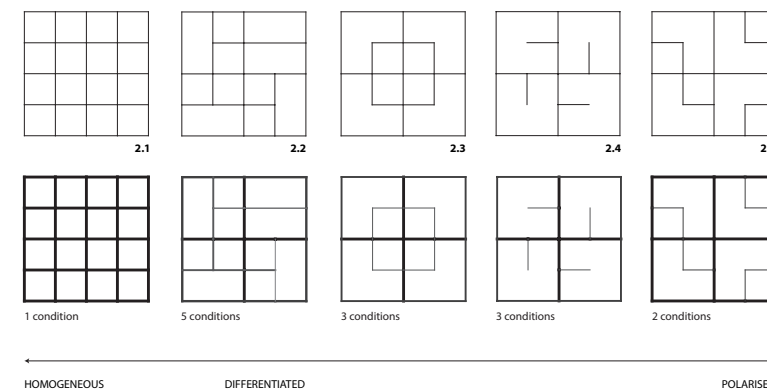 2.1
2.2
2.3
2.4
1 condition
5 conditions
3 conditions
3 conditions
2 conditions
HOMOGENEOUS
DIFFERENTIATED